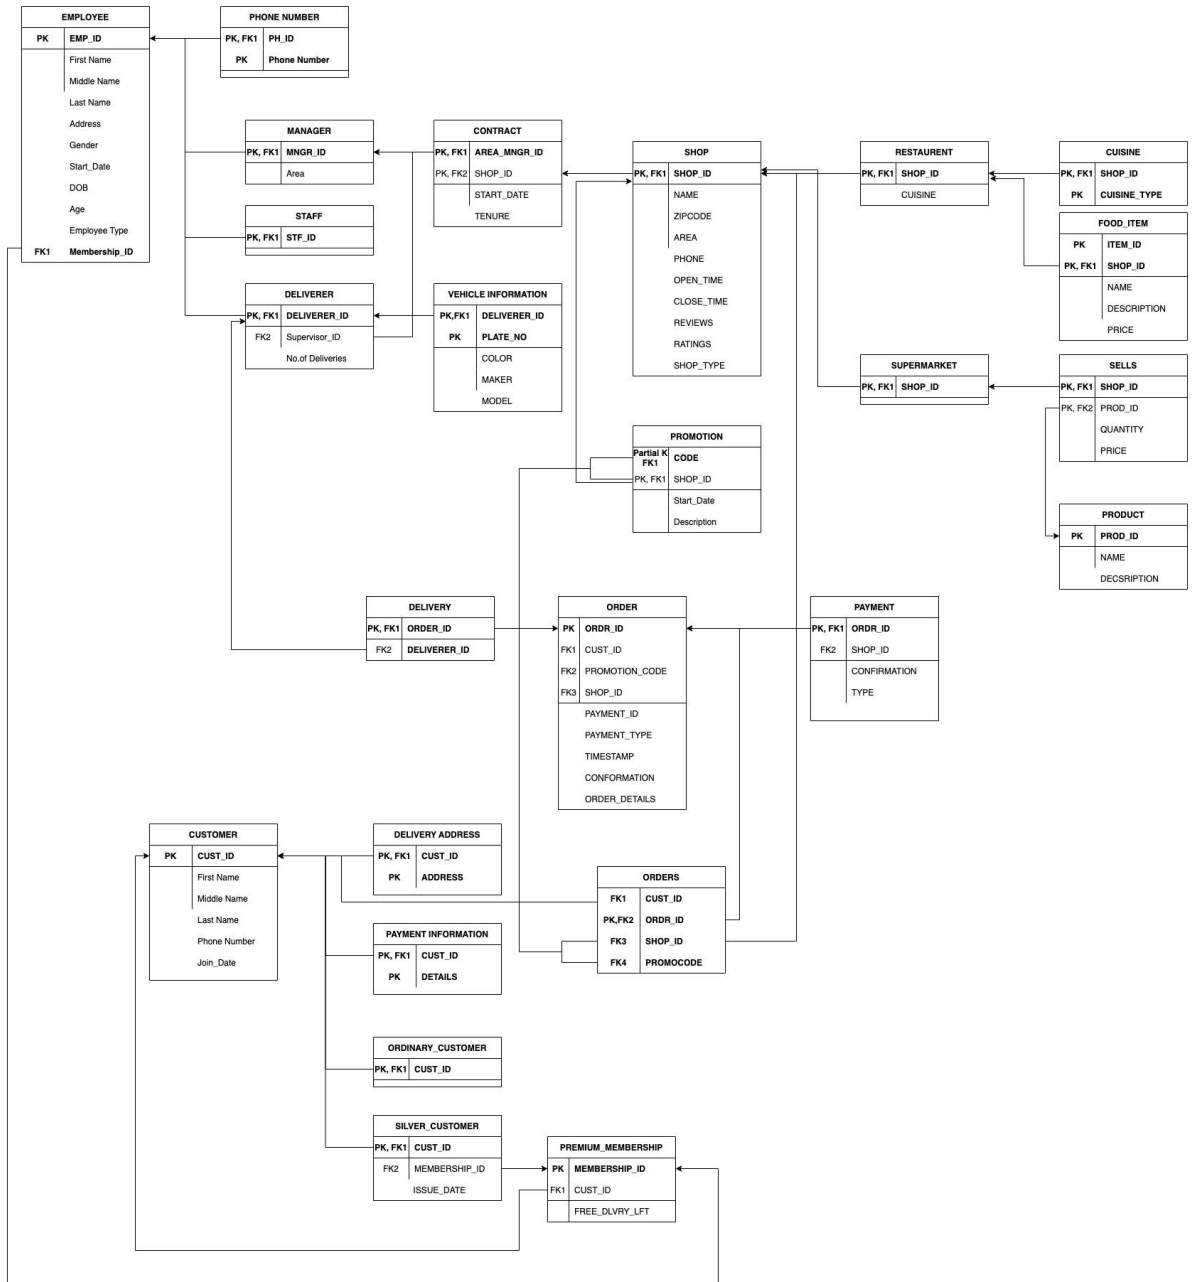 EMPLOYEE
PK EMP_ID
First Name
Middle Name
Last Name
Address
Gender
Start_Date
DOB
Age
Employee Type
FK1 Membership_ID
PHONE NUMBER
PK, FK1 PH_ID
PK Phone Number
MANAGER
PK, FK1 MNGR_ID
Area
STAFF
PK, FK1 STF_ID
DELIVERER
PK, FK1 DELIVERER_ID
FK2 Supervisor_ID
No.of Deliveries
CONTRACT
PK, FK1 AREA_MNGR_ID
PK, FK2 SHOP_ID
START_DATE
TENURE
VEHICLE INFORMATION
PK,FK1 DELIVERER_ID
PK PLATE_NO
COLOR
MAKER
MODEL
SHOP
PK, FK1 SHOP_ID
NAME
ZIPCODE
AREA
PHONE
OPEN_TIME
CLOSE_TIME
REVIEWS
RATINGS
SHOP_TYPE
RESTAURENT
PK, FK1 SHOP_ID
CUISINE
CUISINE
PK, FK1 SHOP_ID
PK CUISINE_TYPE
FOOD_ITEM
PK ITEM_ID
PK, FK1 SHOP_ID
NAME
DESCRIPTION
PRICE
SUPERMARKET
PK, FK1 SHOP_ID
SELLS
PK, FK1 SHOP_ID
PK, FK2 PROD_ID
QUANTITY
PRICE
PROMOTION
Partial K
FK1 CODE
PK, FK1 SHOP_ID
Start_Date
Description
PRODUCT
PK PROD_ID
NAME
DECSRIPTION
DELIVERY
PK, FK1 ORDER_ID
FK2 DELIVERER_ID
ORDER
PK ORDR_ID
FK1 CUST_ID
FK2 PROMOTION_CODE
FK3 SHOP_ID
PAYMENT_ID
PAYMENT_TYPE
TIMESTAMP
CONFORMATION
ORDER_DETAILS
PAYMENT
PK, FK1 ORDR_ID
FK2 SHOP_ID
CONFIRMATION
TYPE
CUSTOMER
PK CUST_ID
First Name
Middle Name
Last Name
Phone Number
Join_Date
DELIVERY ADDRESS
PK, FK1 CUST_ID
PK ADDRESS
ORDERS
FK1 CUST_ID
PK,FK2 ORDR_ID
FK3 SHOP_ID
FK4 PROMOCODE
PAYMENT INFORMATION
PK, FK1 CUST_ID
PK DETAILS
ORDINARY_CUSTOMER
PK, FK1 CUST_ID
SILVER_CUSTOMER
PK, FK1 CUST_ID
FK2 MEMBERSHIP_ID
ISSUE_DATE
PREMIUM_MEMBERSHIP
PK MEMBERSHIP_ID
FK1 CUST_ID
FREE_DLVRY_LFT